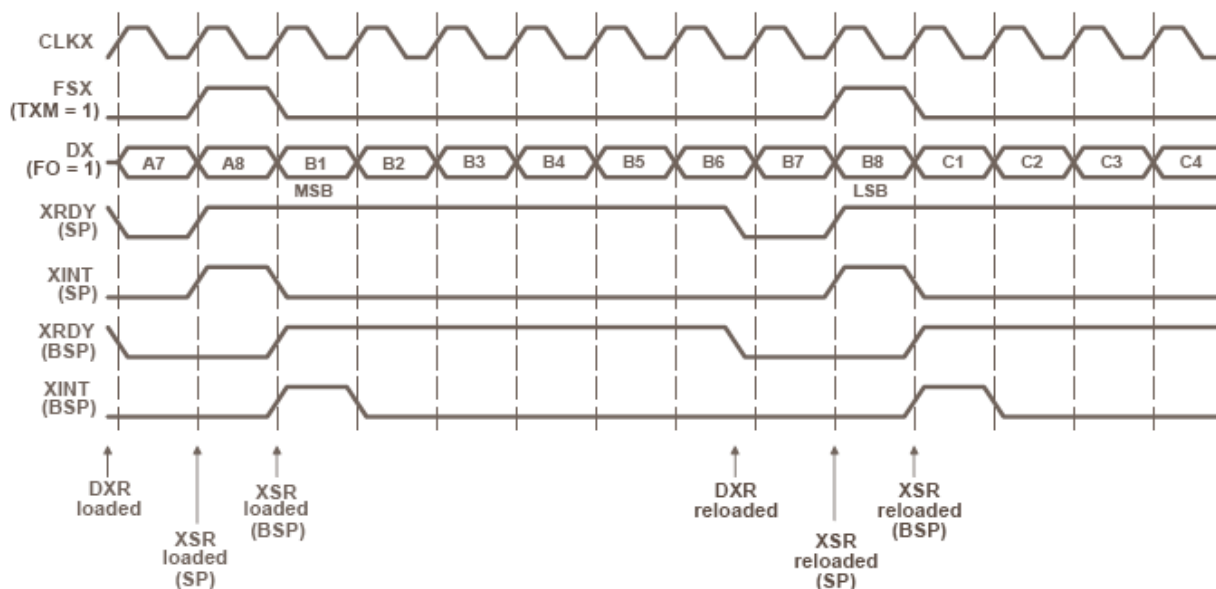 CLKX
FSX
(TXM = 1)
DX
(FO = 1)
A7 A8 B1 B2 B3 B4 B5 B6 B7 B8 C1 C2 C3 C4
MSB LSB
XRDY
(SP)
XINT
(SP)
XRDY
(BSP)
XINT
(BSP)
DXR
loaded
XSR
loaded
(SP)
XSR
loaded
(BSP)
DXR
reloaded
XSR
reloaded
(SP)
XSR
reloaded
(BSP)